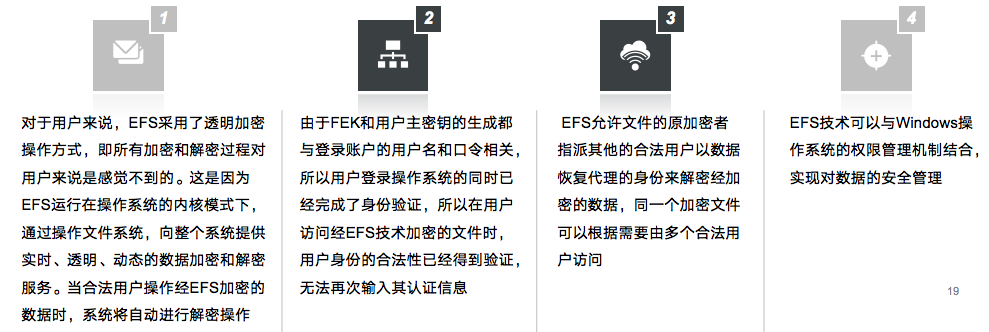 1
对于用户来说，EFS采用了透明加密
操作方式，即所有加密和解密过程对
用户来说是感觉不到的。这是因为
EFS运行在操作系统的内核模式下，
通过操作文件系统，向整个系统提供
实时、透明、动态的数据加密和解密
服务。当合法用户操作经EFS加密的
数据时，系统将自动进行解密操作
2
由于FEK和用户主密钥的生成都
与登录账户的用户名和口令相关，
所以用户登录操作系统的同时已
经完成了身份验证，所以在用户
访问经EFS技术加密的文件时，
用户身份的合法性已经得到验证，
无法再次输入其认证信息
3
EFS允许文件的原加密者
指派其他的合法用户以数据
恢复代理的身份来解密经加
密的数据，同一个加密文件
可以根据需要由多个合法用
户访问
4
EFS技术可以与Windows操
作系统的权限管理机制结合，
实现对数据的安全管理
19